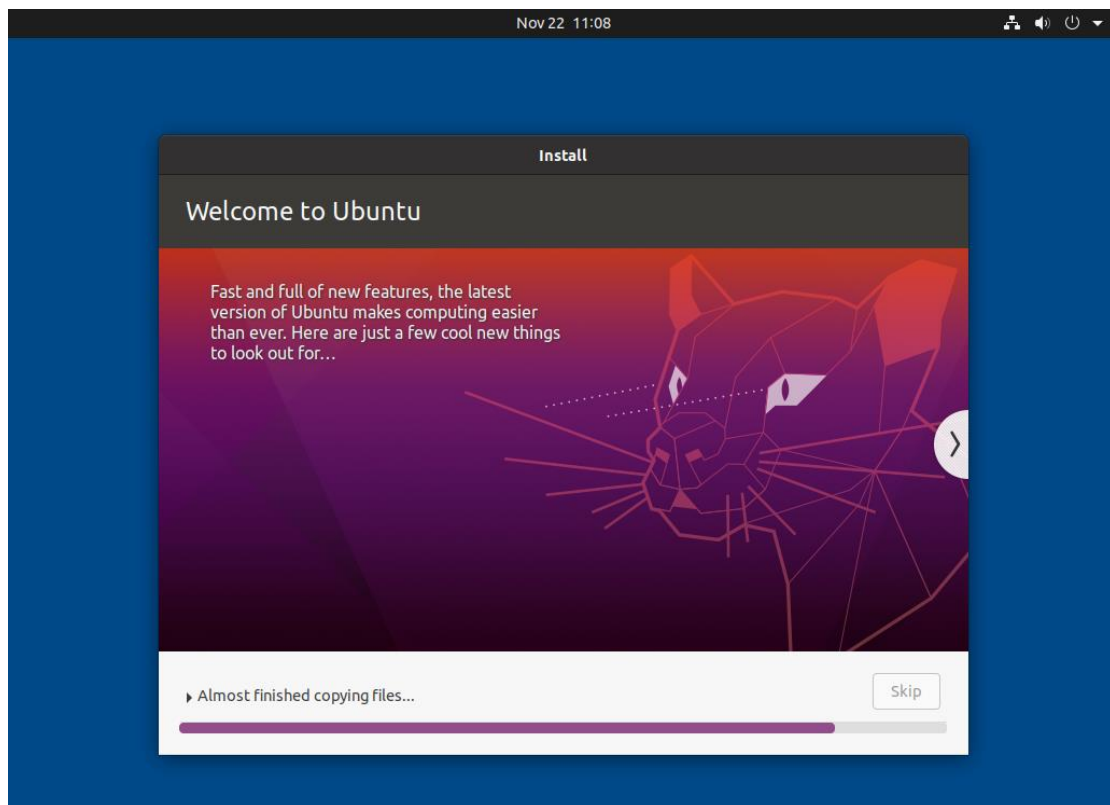 Nov 22 11:08
Install
Welcome to Ubuntu
Fast and full of new features, the latest
version of Ubuntu makes computing easier
than ever. Here are just a few cool new things
to look out for...
Almost finished copying files...
Skip